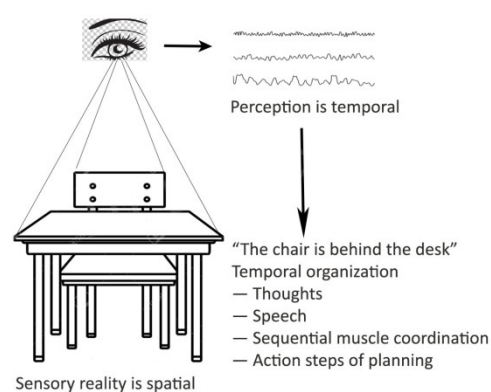 Perception is temporal
“The chair is behind the desk”
Temporal organization
— Thoughts
— Speech
— Sequential muscle coordination
— Action steps of planning
Sensory reality is spatial